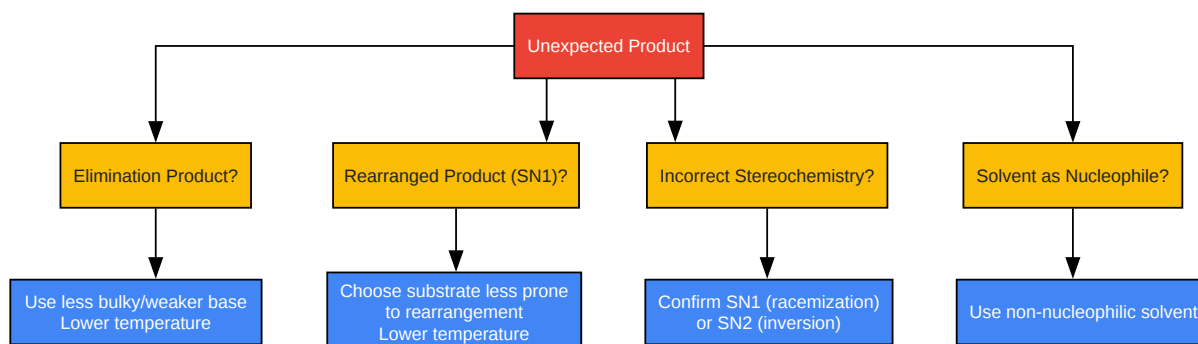 Unexpected Product
Elimination Product?
Rearranged Product (SN1)?
Incorrect Stereochemistry?
Solvent as Nucleophile?
Use less bulky/weaker base
Lower temperature
Choose substrate less prone
to rearrangement
Lower temperature
Confirm SN1 (racemization)
or SN2 (inversion)
Use non-nucleophilic solvent